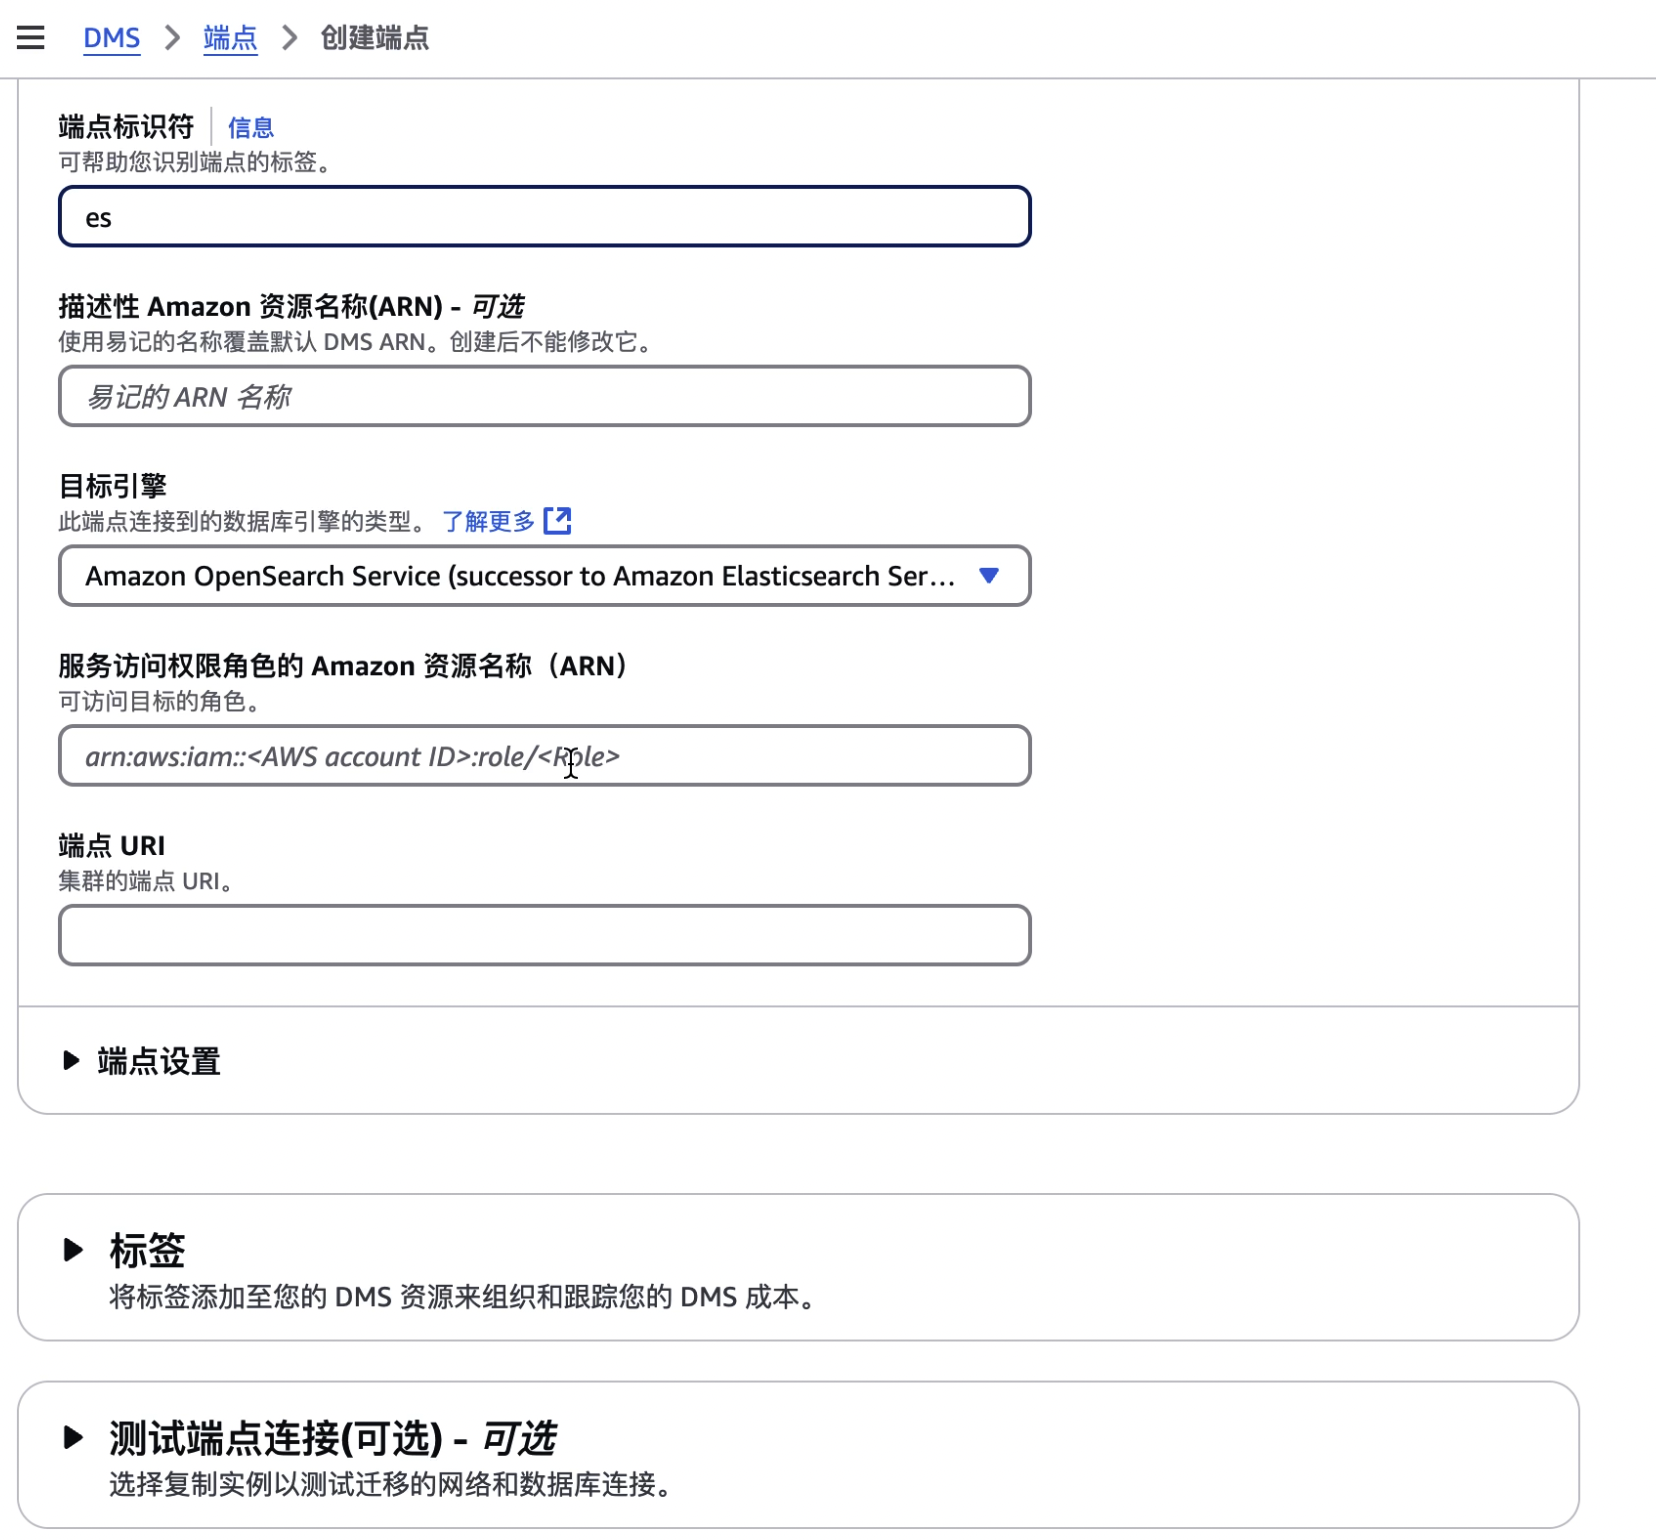 DMS > 端点 > 创建端点
端点标识符 信息
可帮助您识别端点的标签。
es
描述性 Amazon 资源名称(ARN) - 可选
使用易记的名称覆盖默认 DMS ARN。创建后不能修改它。
易记的 ARN 名称
目标引擎
此端点连接到的数据库引擎的类型。 了解更多
Amazon OpenSearch Service (successor to Amazon Elasticsearch Ser...
服务访问权限角色的 Amazon 资源名称（ARN）
可访问目标的角色。
arn:aws:iam::<AWS account ID>:role/<Role>
端点 URI
集群的端点 URI。
端点设置
标签
将标签添加至您的 DMS 资源来组织和跟踪您的 DMS 成本。
测试端点连接(可选) - 可选
选择复制实例以测试迁移的网络和数据库连接。